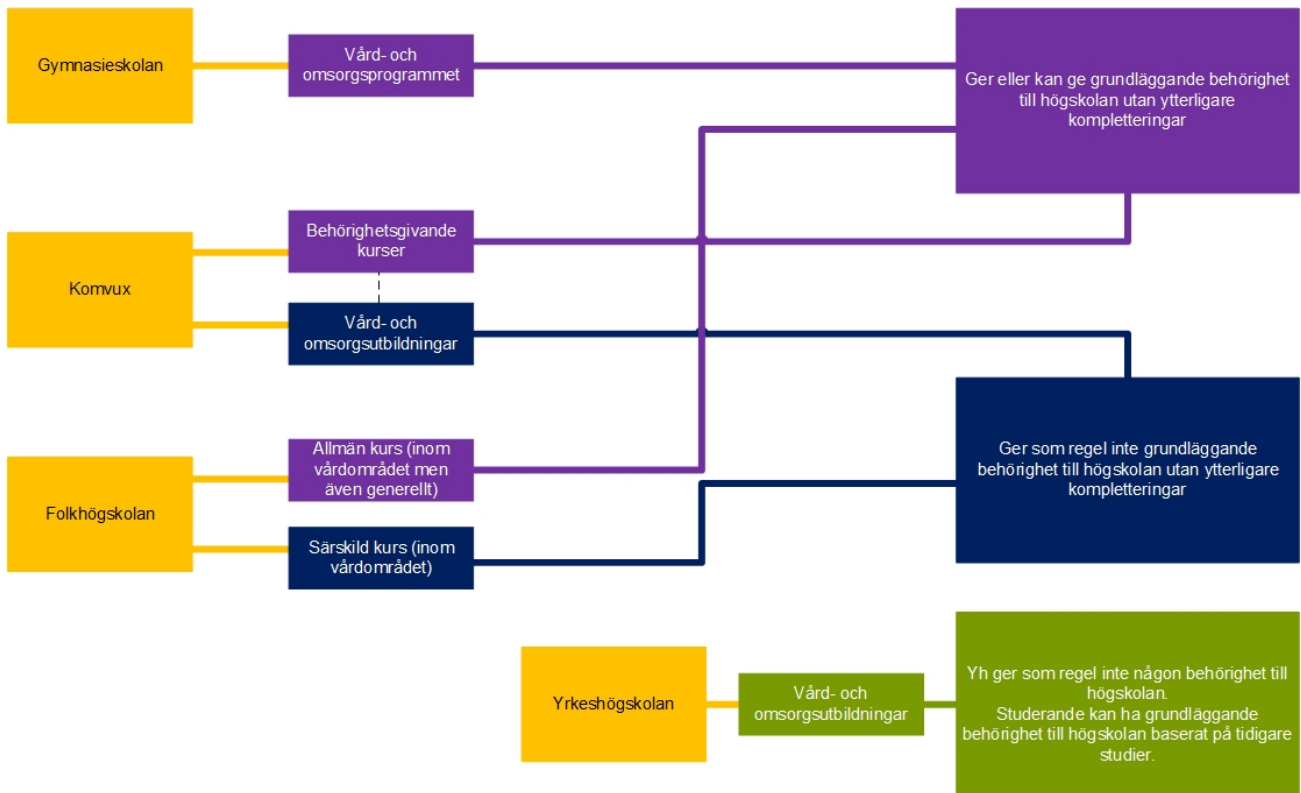 Gymnasieskolan
Vård- och
omsorgsprogrammet
Ger eller kan ge grundläggande behörighet
till högskolan utan ytterligare
kompletteringar
Komvux
Behörighetsgivande
kurser
Vård- och
omsorgsutbildningar
Folkhögskolan
Allmän kurs (inom
vårdområdet men
även generellt)
Särskild kurs (inom
vårdområdet)
Ger som regel inte grundläggande
behörighet till högskolan utan ytterligare
kompletteringar
Yrkeshögskolan
Vård- och
omsorgsutbildningar
Yh ger som regel inte någon behörighet till
högskolan.
Studerande kan ha grundläggande
behörighet till högskolan baserat på tidigare
studier.